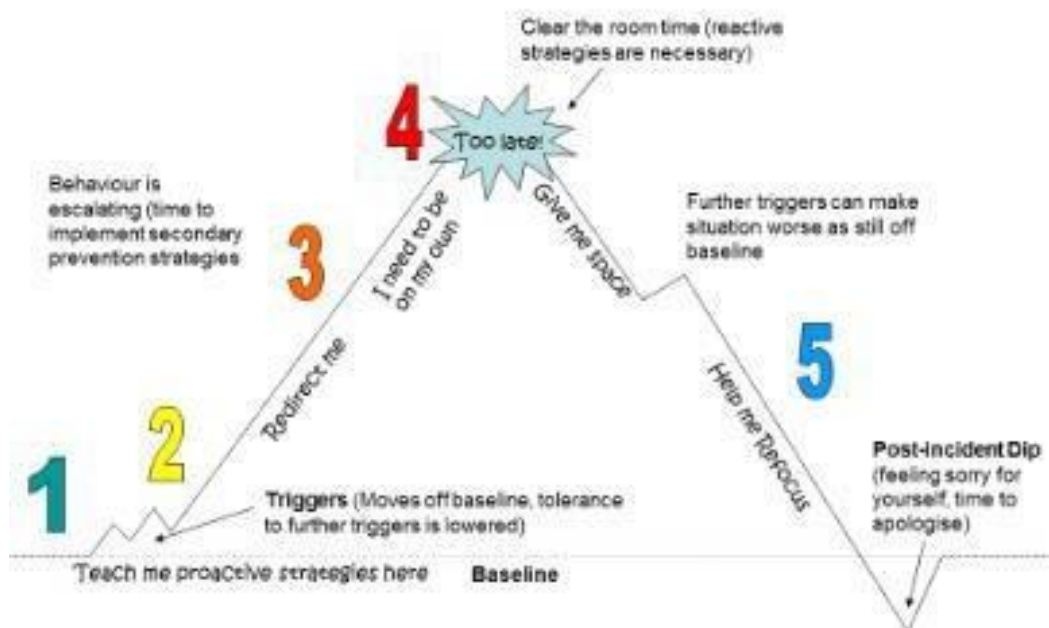 Clear the room time (reactive
strategies are necessary)
4
Too late!
Behaviour is
escalating (time to
implement secondary
prevention strategies
3
I need to be
on my own
Give me space
Further triggers can make
situation worse as still off
baseline
Redirect me
5
2
Help me Refocus
1
Triggers (Moves off baseline, tolerance
to further triggers is lowered)
Post-incident Dip
(feeling sorry for
yourself, time to
apologise)
Teach me proactive strategies here
Baseline